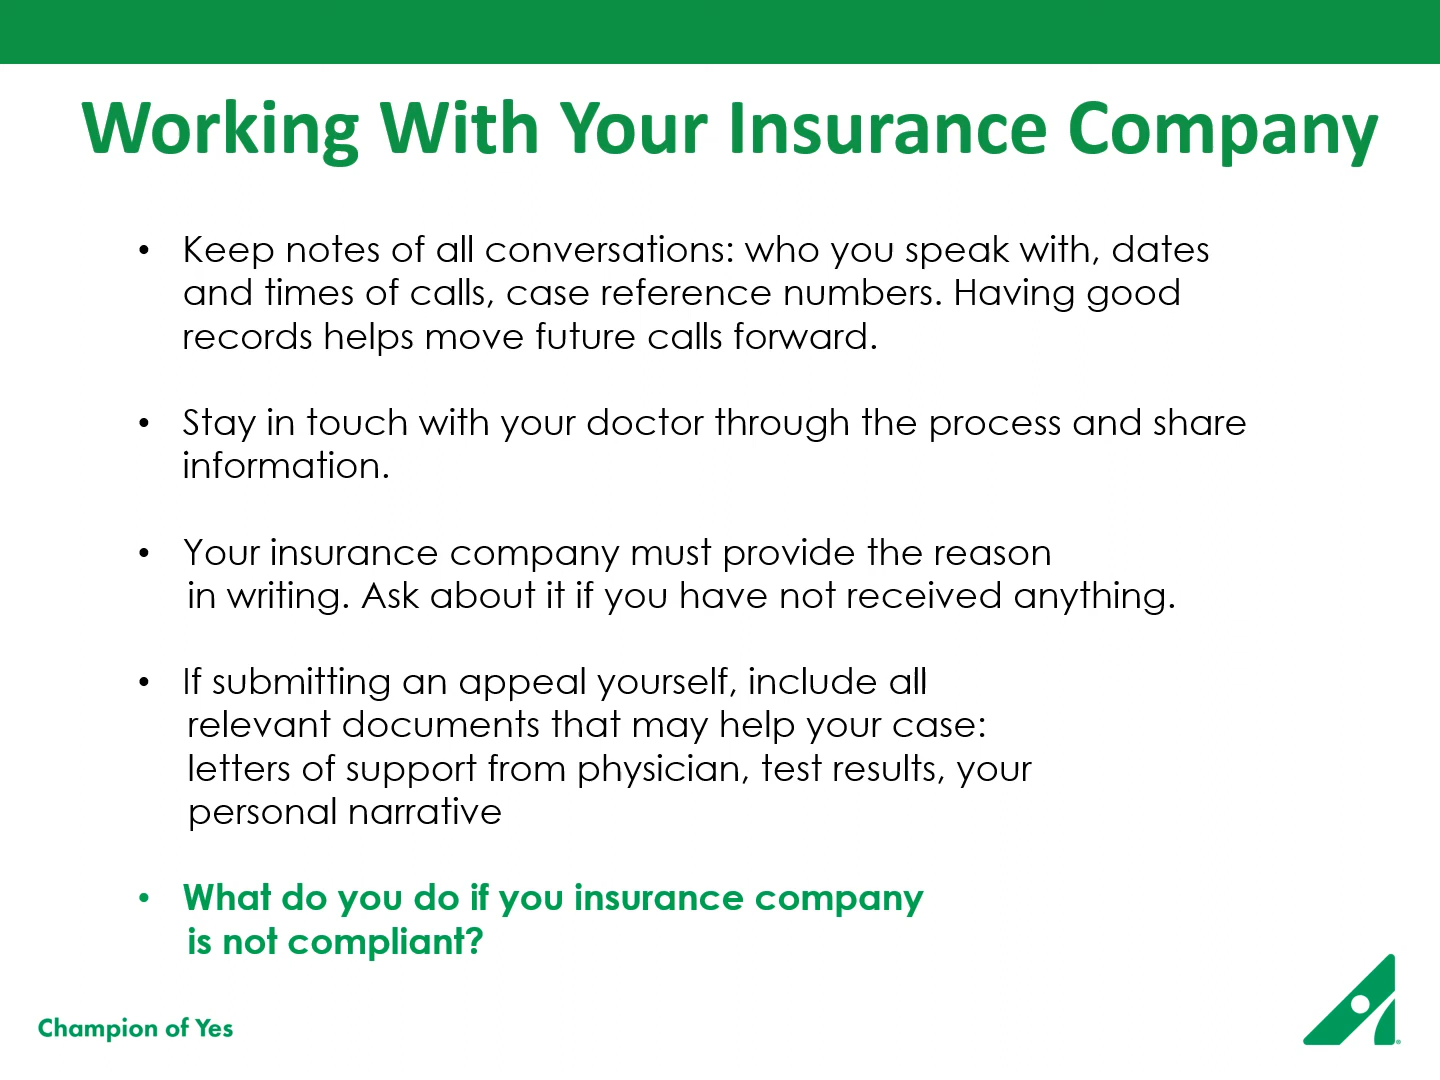 Working With Your Insurance Company
• Keep notes of all conversations: who you speak with, dates
and times of calls, case reference numbers. Having good
records helps move future calls forward.
• Stay in touch with your doctor through the process and share
information.
• Your insurance company must provide the reason
in writing. Ask about it if you have not received anything.
• If submitting an appeal yourself, include all
relevant documents that may help your case:
letters of support from physician, test results, your
personal narrative
• What do you do if you insurance company
is not compliant?
Champion of Yes
®